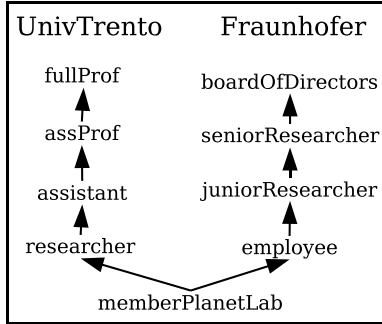 UnivTrento Fraunhofer
fullProf boardOfDirectors
assProf seniorResearcher
assistant juniorResearcher
researcher employee
memberPlanetLab